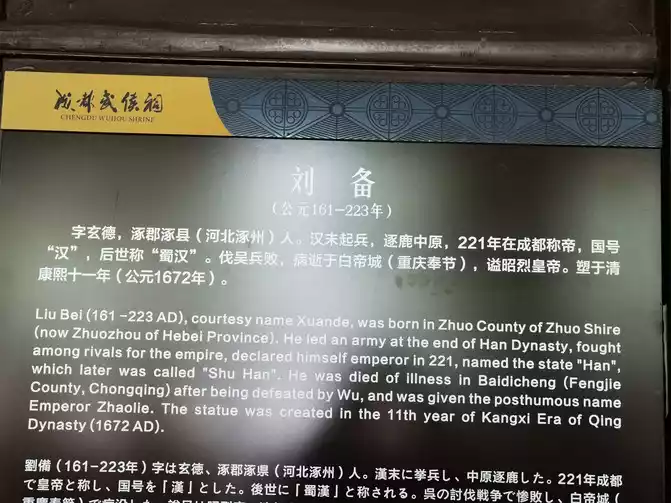 成都武侯祠
CHENGDU WUHOU SHRINE
刘 备
(公元161-223年)
字玄德,涿郡涿县(河北涿州)人。汉末起兵,逐鹿中原,221年在成都称帝,国号
“汉”,后世称“蜀汉”。伐吴兵败,病逝于白帝城(重庆奉节),谥昭烈皇帝。塑于清
康熙十一年(公元1672年)。
Liu Bei (161 -223 AD), courtesy name Xuande, was born in Zhuo County of Zhuo Shire
(now Zhuozhou of Hebei Province). He led an army at the end of Han Dynasty, fought
among rivals for the empire, declared himself emperor in 221, named the state "Han",
which later was called "Shu Han". He was died of illness in Baidicheng (Fengjie
County, Chongqing) after being defeated by Wu, and was given the posthumous name
Emperor Zhaolie. The statue was created in the 11th year of Kangxi Era of Qing
Dynasty (1672 AD).
劉備(161-223年)字は玄徳、涿郡涿県(河北涿州)人。漢末に挙兵し、中原逐鹿した。221年成都
で皇帝と称し、国号を「漢」とした。後世に「蜀漢」と称される。呉の討伐戦争で惨敗し、白帝城(